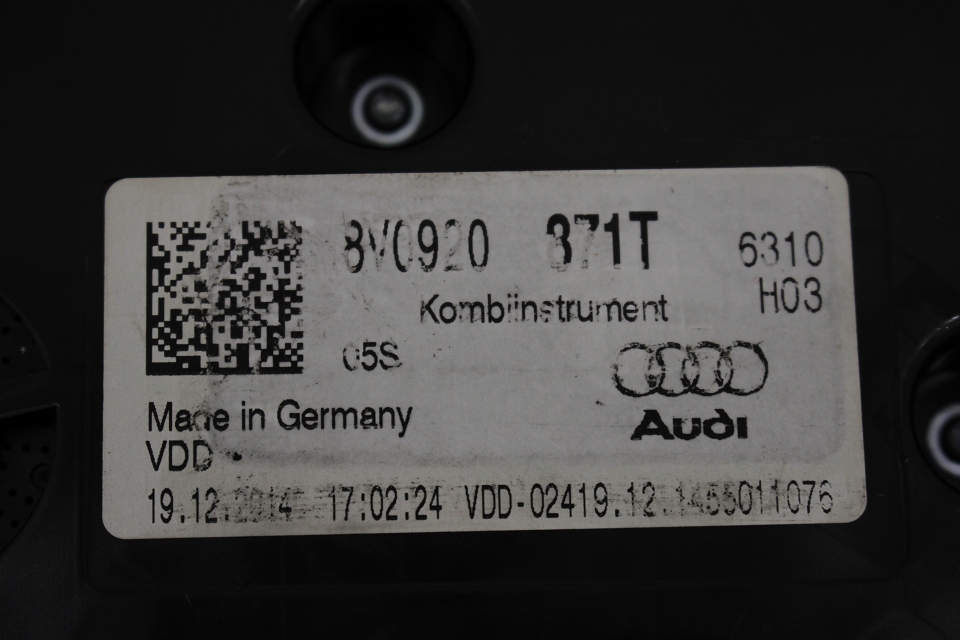 8V0920 871T 6310
H03
Kombiinstrument
05S
Audi
Made in Germany
VDD
19.12.2014 17:02:24 VDD-02419.12.1455011076